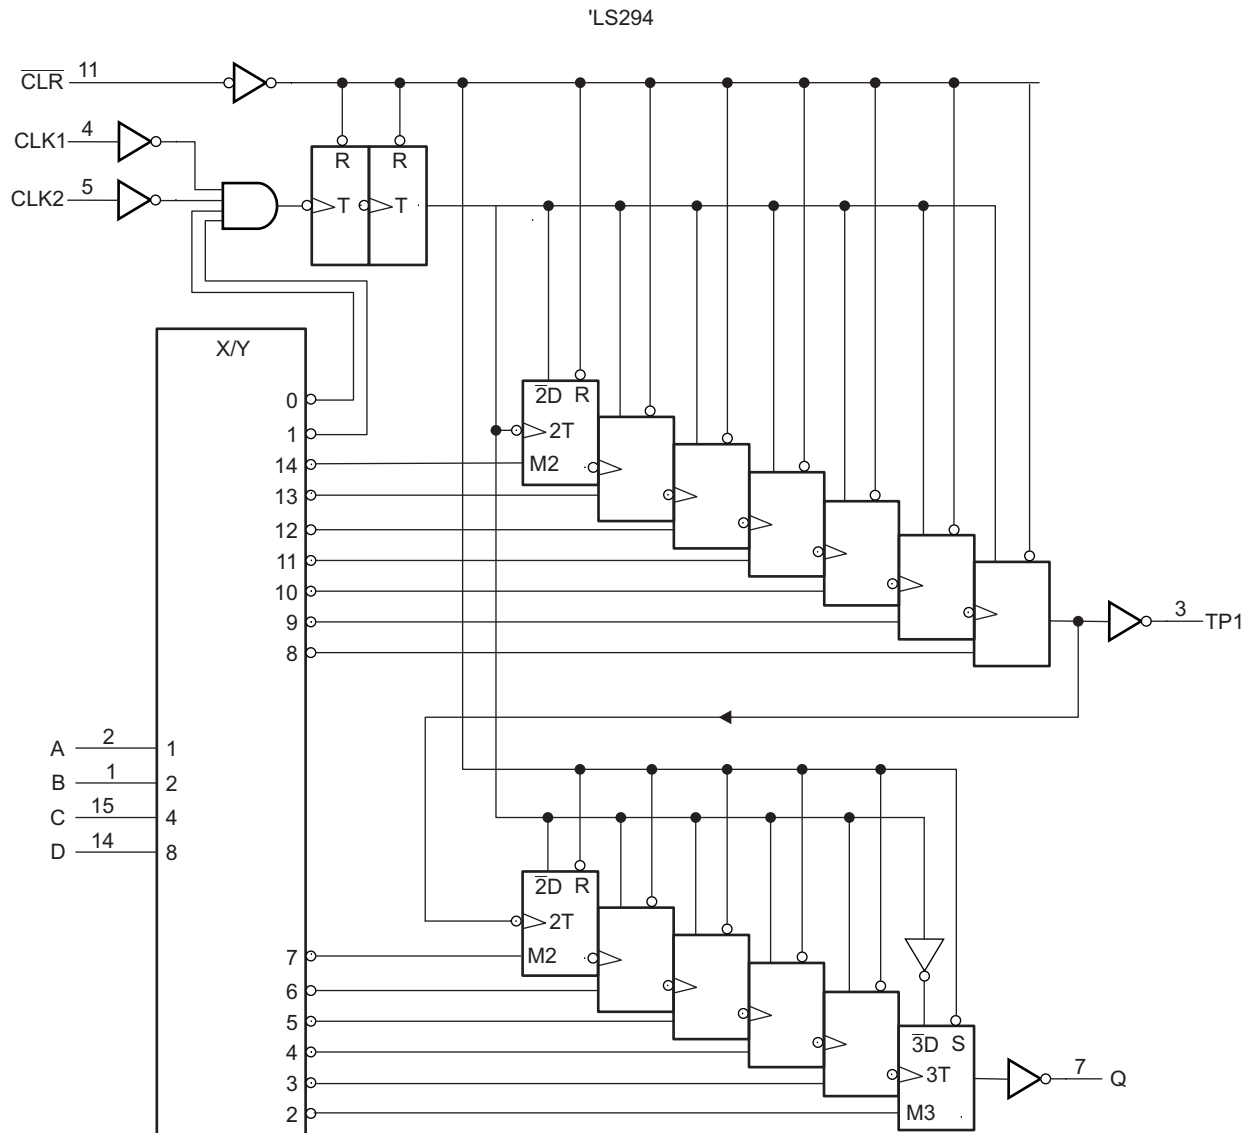 'LS294
CLR 11
CLK1 4
CLK2 5
R R
T T
X/Y
0
1
14
13
12
11
10
9
8
2D R
2T
M2
3 TP1
A 2 1
B 1 2
C 15 4
D 14 8
2D R
2T
M2
7
6
5
4
3
2
3D S
3T
M3
7 Q